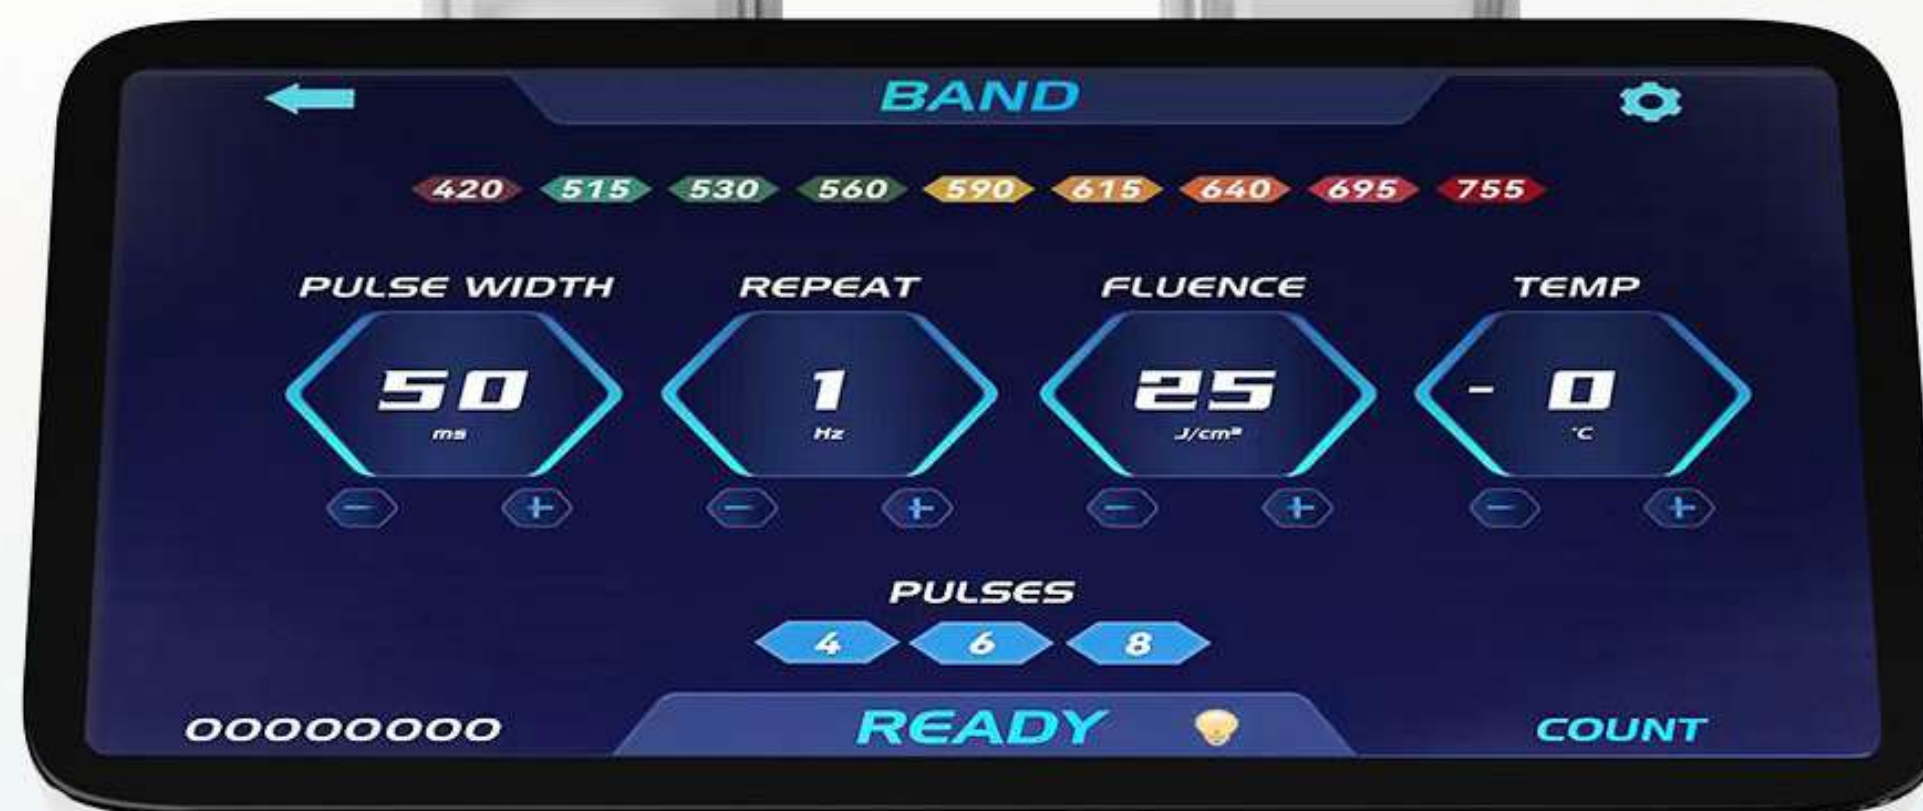 BAND
420 515 530 560 590 615 640 695 755
PULSE WIDTH REPEAT FLUENCE TEMP
50 1 25 - 0
ms Hz J/cm² °C
− + − + − + − +
PULSES
4 6 8
00000000 READY COUNT